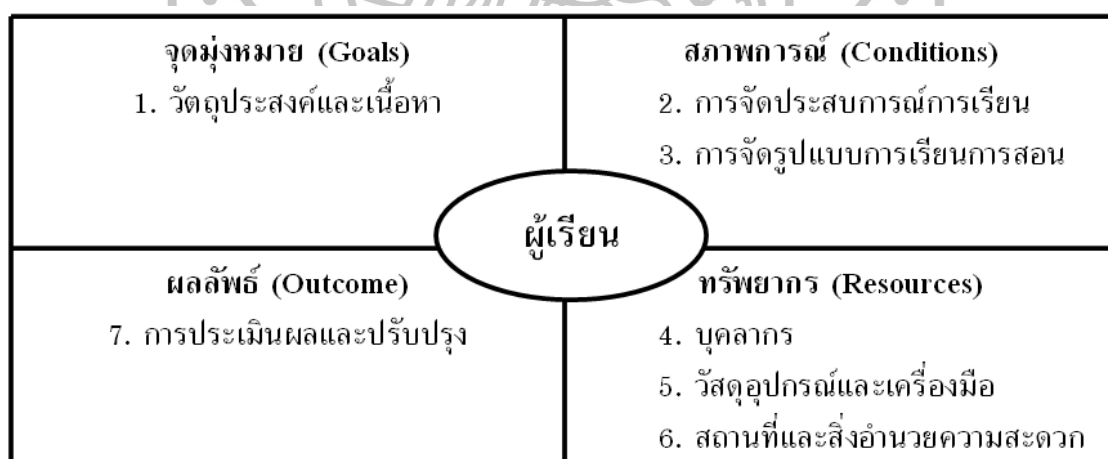 จุดมุ่งหมาย (Goals)
1. วัตถุประสงค์และเนื้อหา
สภาพการณ์ (Conditions)
2. การจัดประสบการณ์การเรียน
3. การจัดรูปแบบการเรียนการสอน
ผู้เรียน
ผลลัพธ์ (Outcome)
7. การประเมินผลและปรับปรุง
ทรัพยากร (Resources)
4. บุคลากร
5. วัสดุอุปกรณ์และเครื่องมือ
6. สถานที่และสิ่งอำนวยความสะดวก